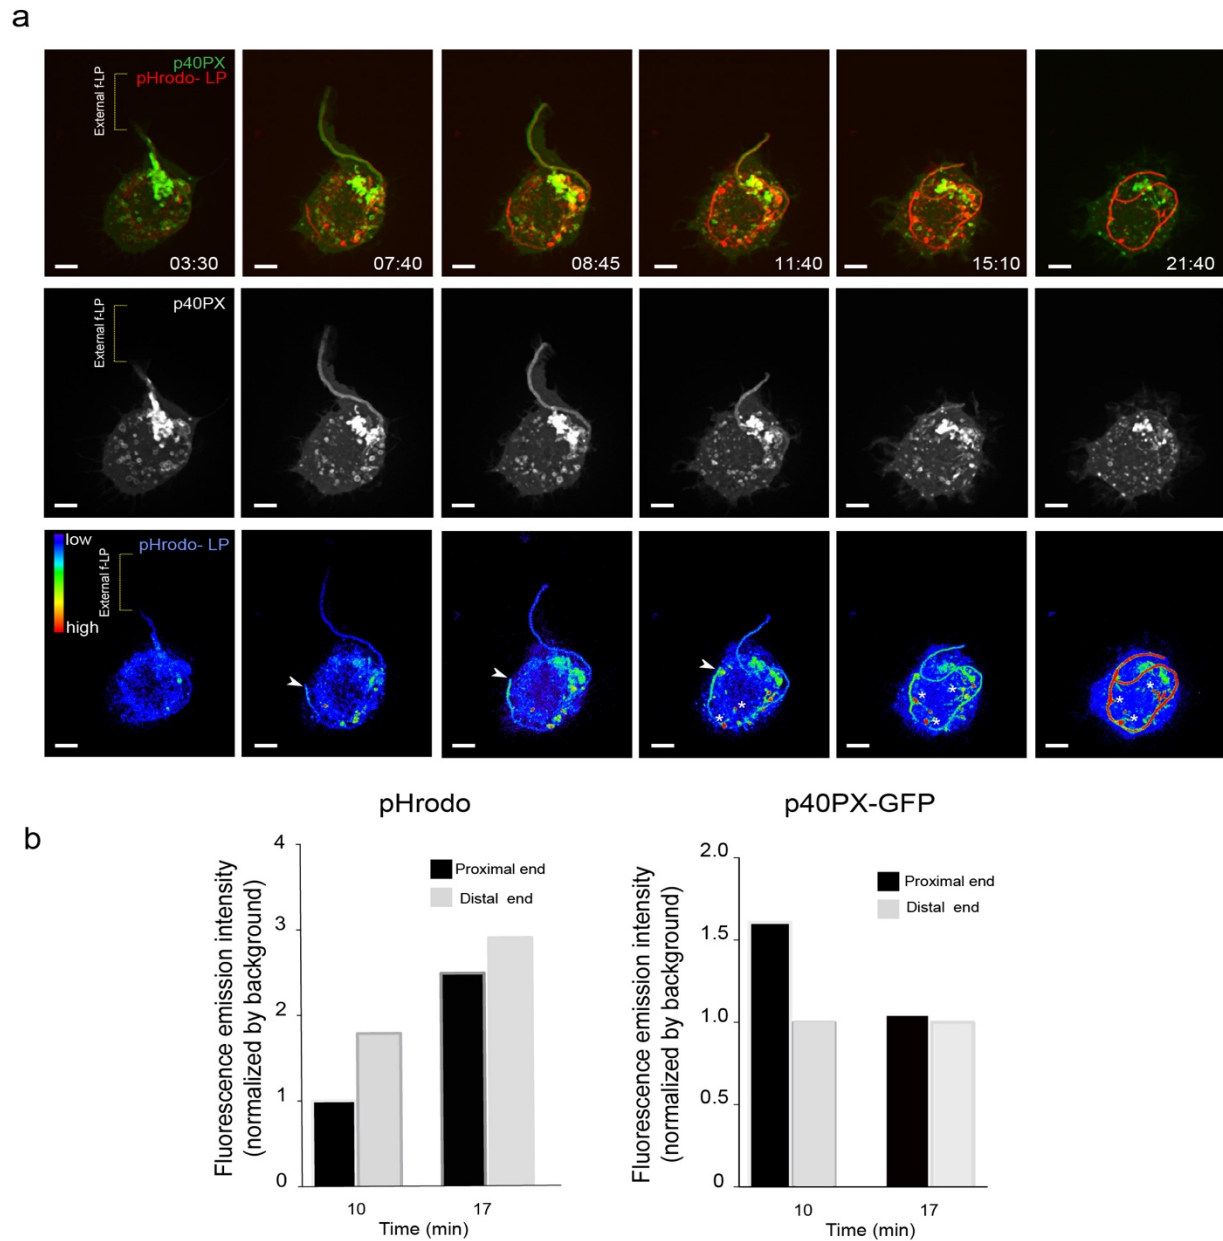 a
p40PX
pHrodo- LP
External f-LP
03:30
07:40
08:45
11:40
15:10
21:40
p40PX
External f-LP
low
high
pHrodo- LP
External f-LP
* *
* * *
* * *
b
pHrodo
Fluorescence emission intensity
(normalized by background)
4
3
2
1
0
Proximal end
Distal end
10 17
Time (min)
p40PX-GFP
Fluorescence emission intensity
(normalized by background)
2.0
1.5
1.0
0.5
0
Proximal end
Distal end
10 17
Time (min)